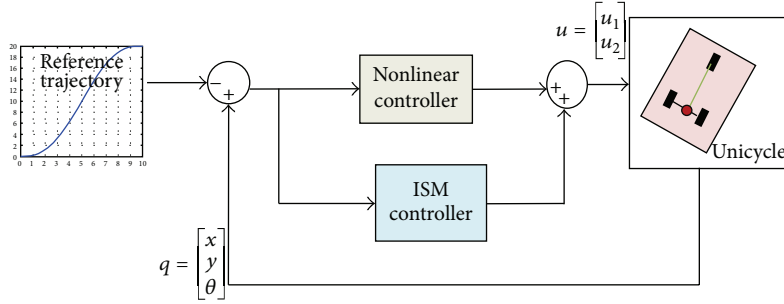 Reference
trajectory
20
18
16
14
12
10
8
6
4
2
0
0 1 2 3 4 5 6 7 8 9 10
−
+
Nonlinear
controller
ISM
controller
+
+
u = [u₁
u₂]
Unicycle
q = [x
y
θ]